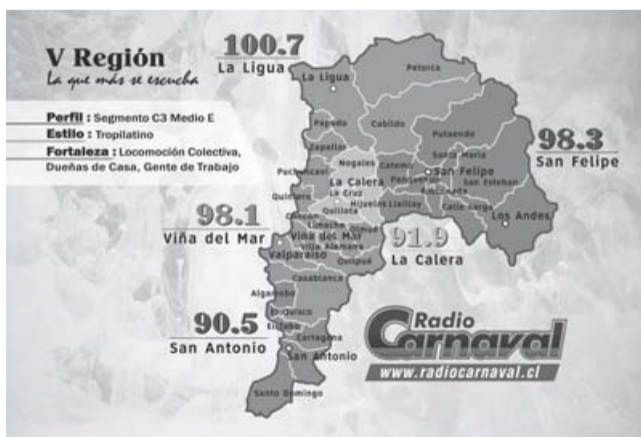 V Región
La que más se escucha
Perfil : Segmento C3 Medio E
Estilo : Tropilatino
Fortaleza : Locomoción Colectiva,
Dueñas de Casa, Gente de Trabajo
100.7
La Ligua
La Ligua
Petorca
Papudo
Cabildo
Zapallar
Putaendo
98.3
San Felipe
Nogales
Catemu
Santa María
Puchuncaví
La Calera
Panquehue
San Felipe
San Esteban
La Cruz
Quintero
Hijuelas
Llaillay
Calle Larga
Los Andes
Quillota
98.1
Viña del Mar
Concón
Limache
Olmué
Viña del Mar
Villa Alemana
Valparaíso
Quilpué
91.9
La Calera
Casablanca
Algarrobo
El Quisco
El Tabo
90.5
San Antonio
Cartagena
San Antonio
Santo Domingo
Radio
Carnaval
www.radiocarnaval.cl